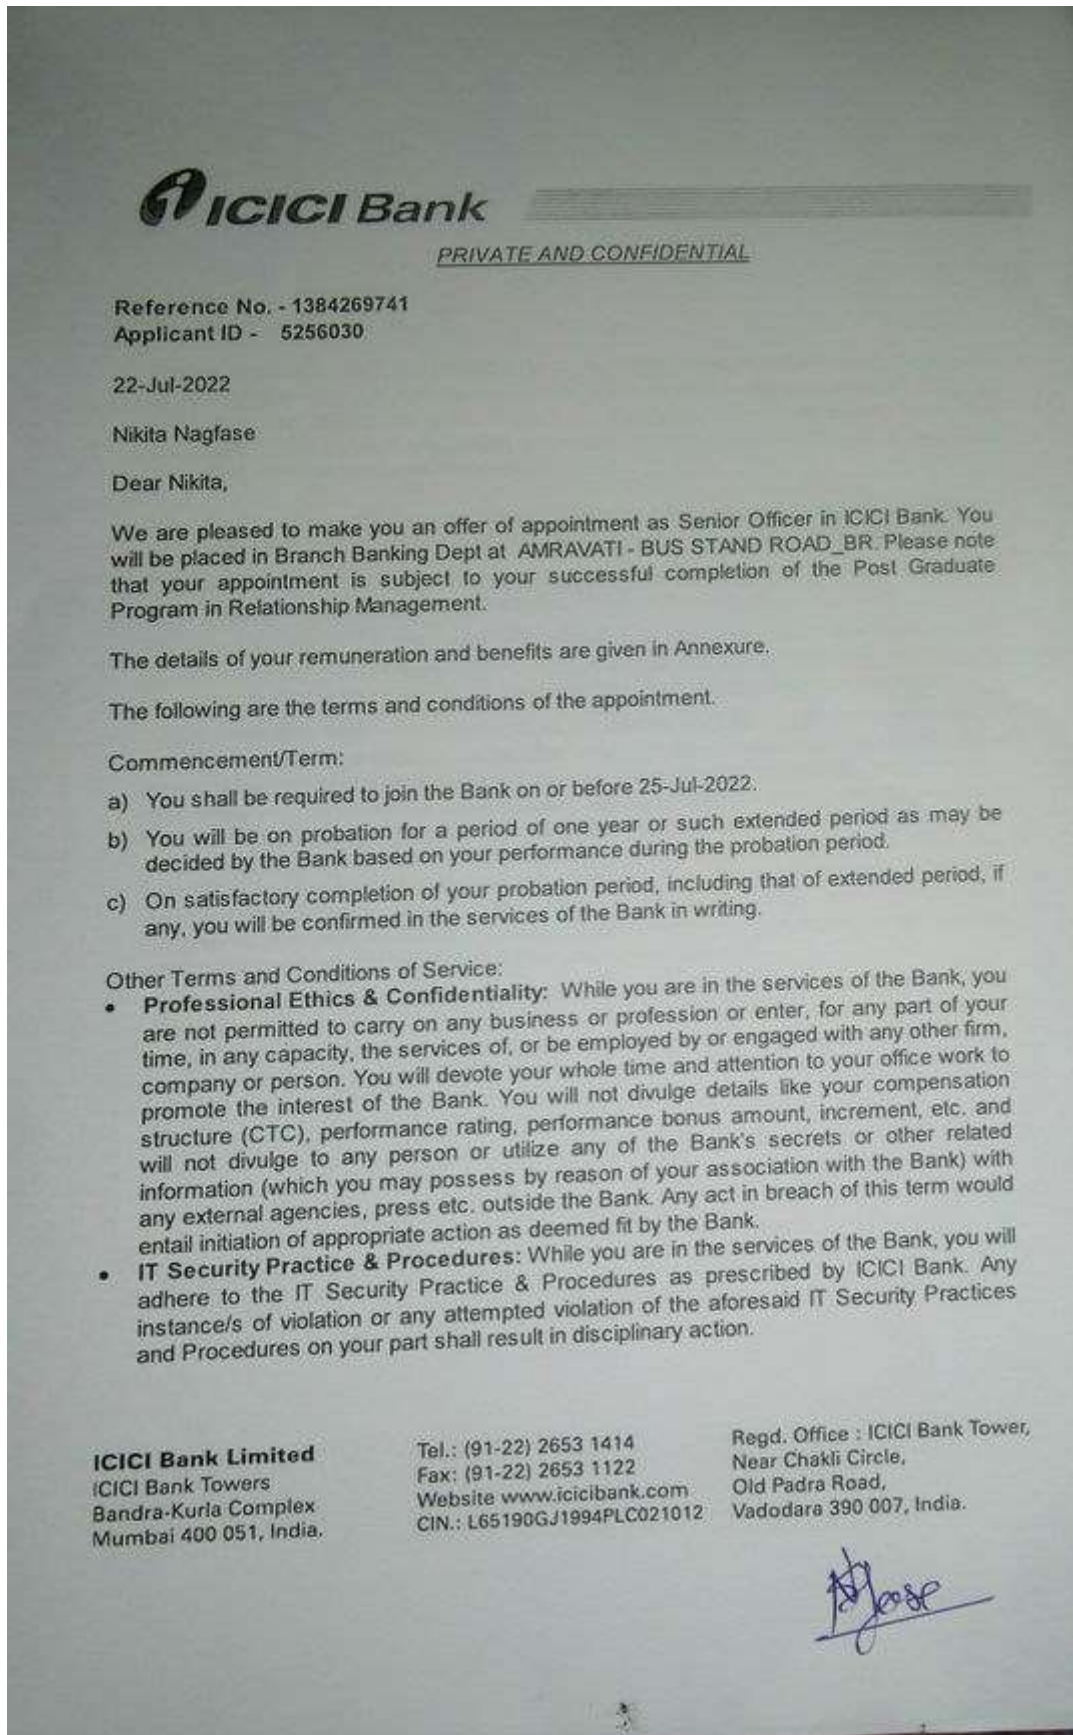 ICICI Bank
PRIVATE AND CONFIDENTIAL
Reference No. - 1384269741
Applicant ID - 5256030
22-Jul-2022
Nikita Nagfase
Dear Nikita,
We are pleased to make you an offer of appointment as Senior Officer in ICICI Bank. You
will be placed in Branch Banking Dept at AMRAVATI - BUS STAND ROAD_BR. Please note
that your appointment is subject to your successful completion of the Post Graduate
Program in Relationship Management.
The details of your remuneration and benefits are given in Annexure.
The following are the terms and conditions of the appointment.
Commencement/Term:
a) You shall be required to join the Bank on or before 25-Jul-2022.
b) You will be on probation for a period of one year or such extended period as may be
decided by the Bank based on your performance during the probation period.
c) On satisfactory completion of your probation period, including that of extended period, if
any, you will be confirmed in the services of the Bank in writing.
Other Terms and Conditions of Service:
• Professional Ethics & Confidentiality: While you are in the services of the Bank, you
are not permitted to carry on any business or profession or enter, for any part of your
time, in any capacity, the services of, or be employed by or engaged with any other firm,
company or person. You will devote your whole time and attention to your office work to
promote the interest of the Bank. You will not divulge details like your compensation
structure (CTC), performance rating, performance bonus amount, increment, etc. and
will not divulge to any person or utilize any of the Bank's secrets or other related
information (which you may possess by reason of your association with the Bank) with
any external agencies, press etc. outside the Bank. Any act in breach of this term would
entail initiation of appropriate action as deemed fit by the Bank.
• IT Security Practice & Procedures: While you are in the services of the Bank, you will
adhere to the IT Security Practice & Procedures as prescribed by ICICI Bank. Any
instance/s of violation or any attempted violation of the aforesaid IT Security Practices
and Procedures on your part shall result in disciplinary action.
ICICI Bank Limited
ICICI Bank Towers
Bandra-Kurla Complex
Mumbai 400 051, India.
Tel.: (91-22) 2653 1414
Fax: (91-22) 2653 1122
Website www.icicibank.com
CIN.: L65190GJ1994PLC021012
Regd. Office : ICICI Bank Tower,
Near Chakli Circle,
Old Padra Road,
Vadodara 390 007, India.